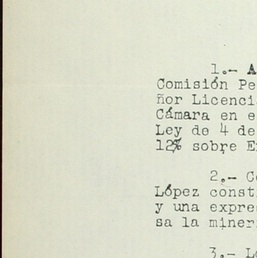 1.- A
Comisión Pe
ñor Licenci
Cámara en e
Ley de 4 de
12% sobre E
2.- C
López const
y una expre
sa la miner
3.- L